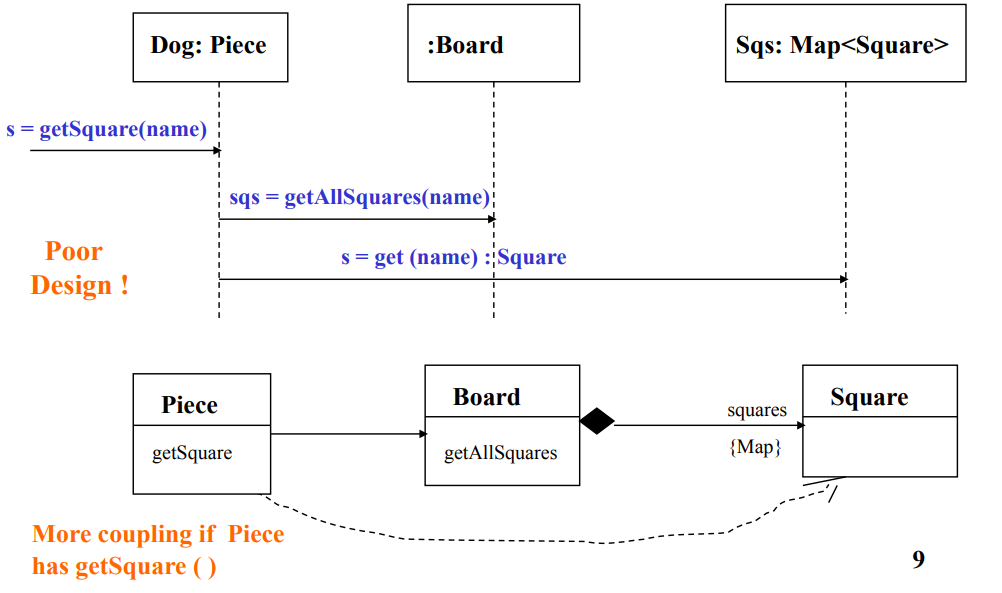 Dog: Piece
:Board
Sqs: Map<Square>
s = getSquare(name)
sqs = getAllSquares(name)
s = get (name) : Square
Poor
Design !
Piece
getSquare
Board
getAllSquares
squares
{Map}
Square
More coupling if  Piece
has getSquare ( )
9